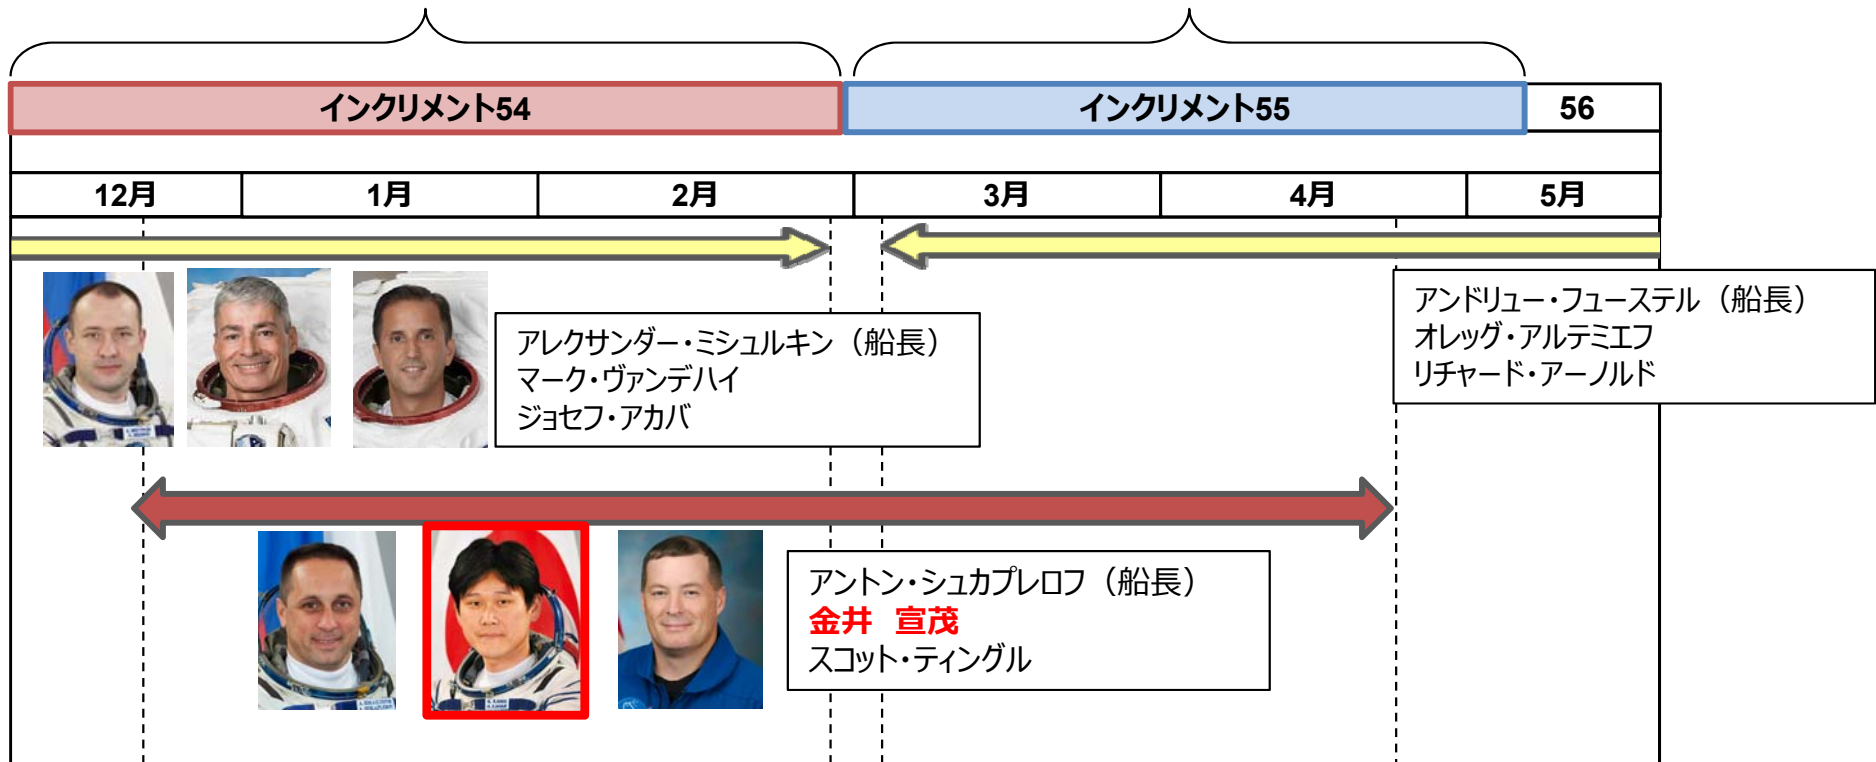 インクリメント54
インクリメント55
56
12月
1月
2月
3月
4月
5月
アレクサンダー・ミシュルキン（船長）
マーク・ヴァンデハイ
ジョセフ・アカバ
アンドリュー・フューステル（船長）
オレッグ・アルテミエフ
リチャード・アーノルド
アントン・シュカプレロフ（船長）
金井　宣茂
スコット・ティングル